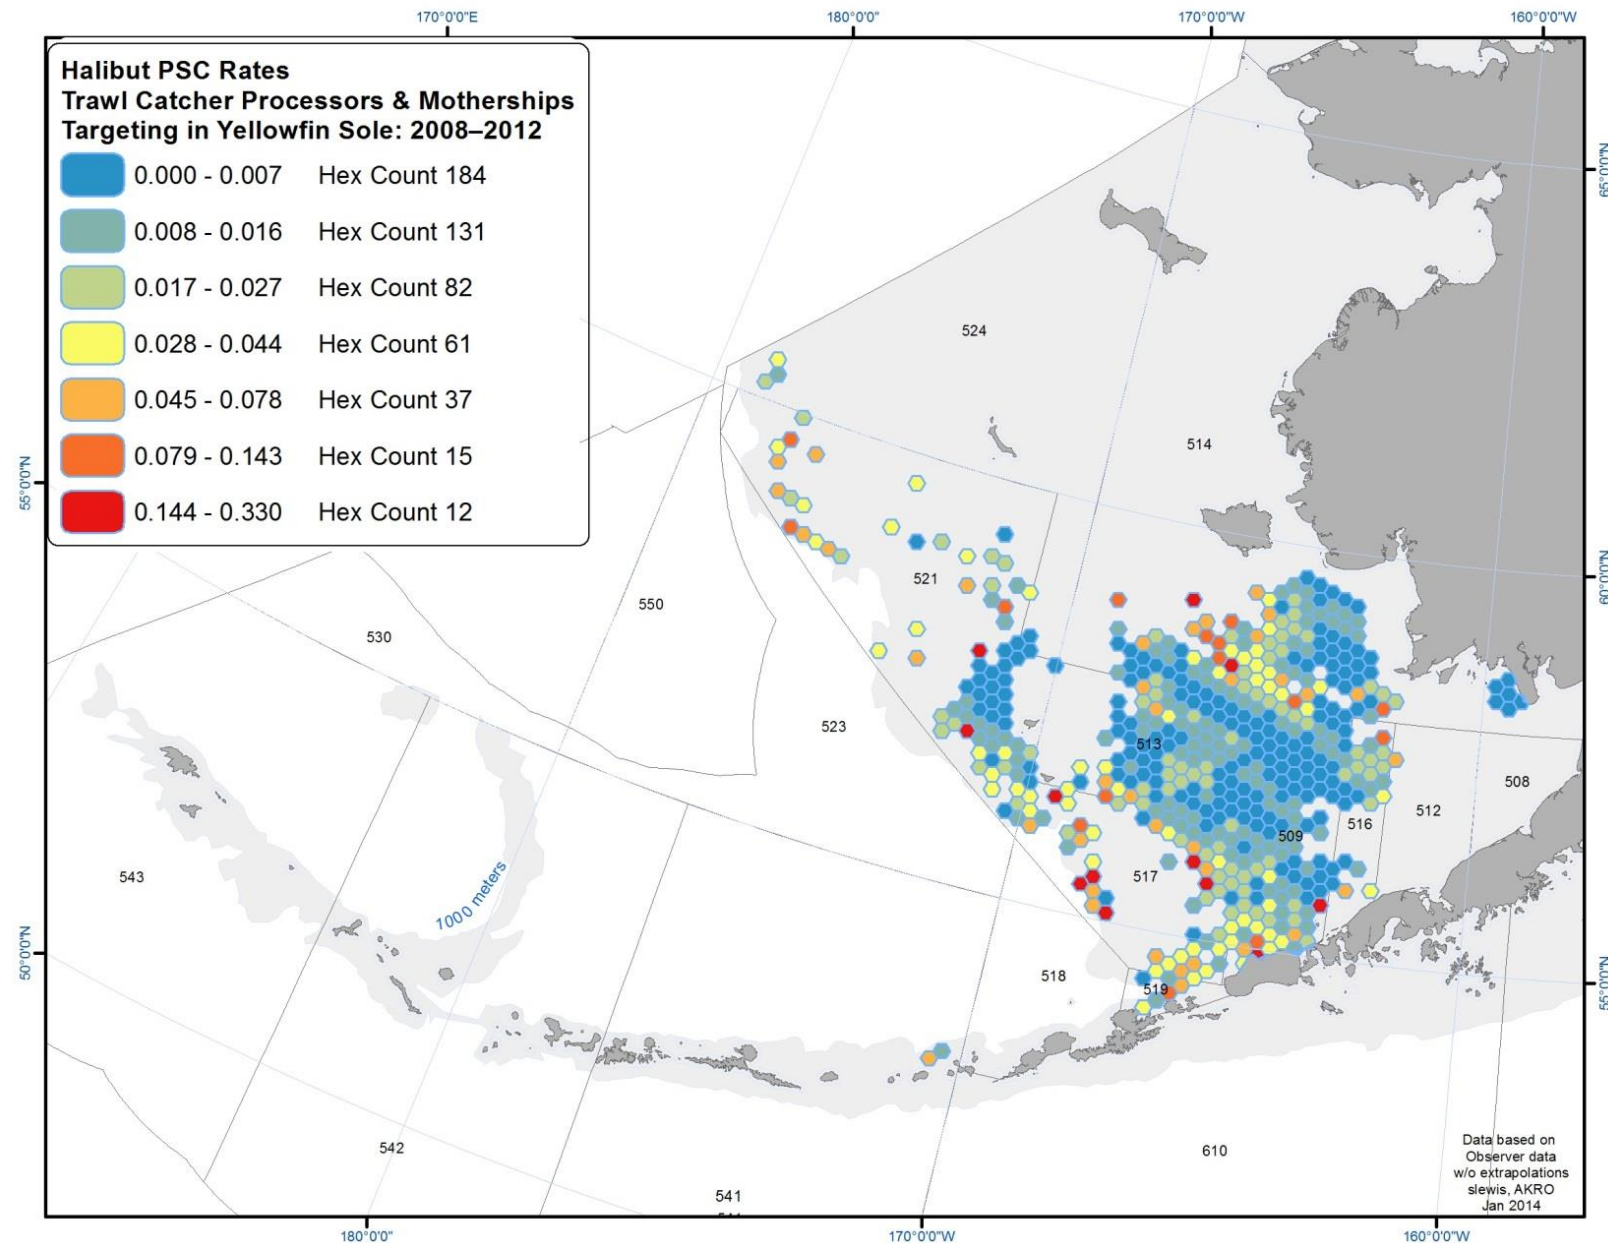 170°0'0"E
180°0'0"
170°0'0"W
160°0'0"W
Halibut PSC Rates
Trawl Catcher Processors & Motherships
Targeting in Yellowfin Sole: 2008–2012
0.000 - 0.007 Hex Count 184
0.008 - 0.016 Hex Count 131
0.017 - 0.027 Hex Count 82
0.028 - 0.044 Hex Count 61
0.045 - 0.078 Hex Count 37
0.079 - 0.143 Hex Count 15
0.144 - 0.330 Hex Count 12
65°0'0"N
524
514
55°0'0"N
521
60°0'0"N
550
530
523
513
508
512
516
509
517
543
1000 meters
50°0'0"N
518
519
55°0'0"N
542
610
541
Data based on
Observer data
w/o extrapolations
slewis, AKRO
Jan 2014
180°0'0"
170°0'0"W
160°0'0"W